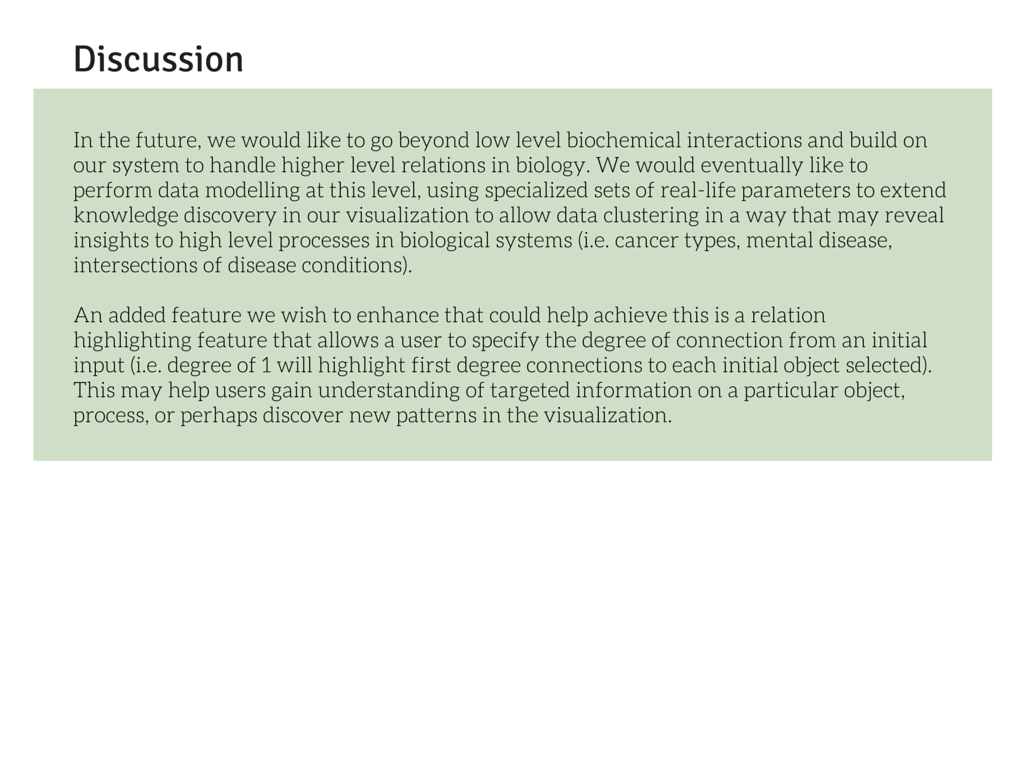 Discussion
In the future, we would like to go beyond low level biochemical interactions and build on
our system to handle higher level relations in biology. We would eventually like to
perform data modelling at this level, using specialized sets of real-life parameters to extend
knowledge discovery in our visualization to allow data clustering in a way that may reveal
insights to high level processes in biological systems (i.e. cancer types, mental disease,
intersections of disease conditions).
An added feature we wish to enhance that could help achieve this is a relation
highlighting feature that allows a user to specify the degree of connection from an initial
input (i.e. degree of 1 will highlight first degree connections to each initial object selected).
This may help users gain understanding of targeted information on a particular object,
process, or perhaps discover new patterns in the visualization.